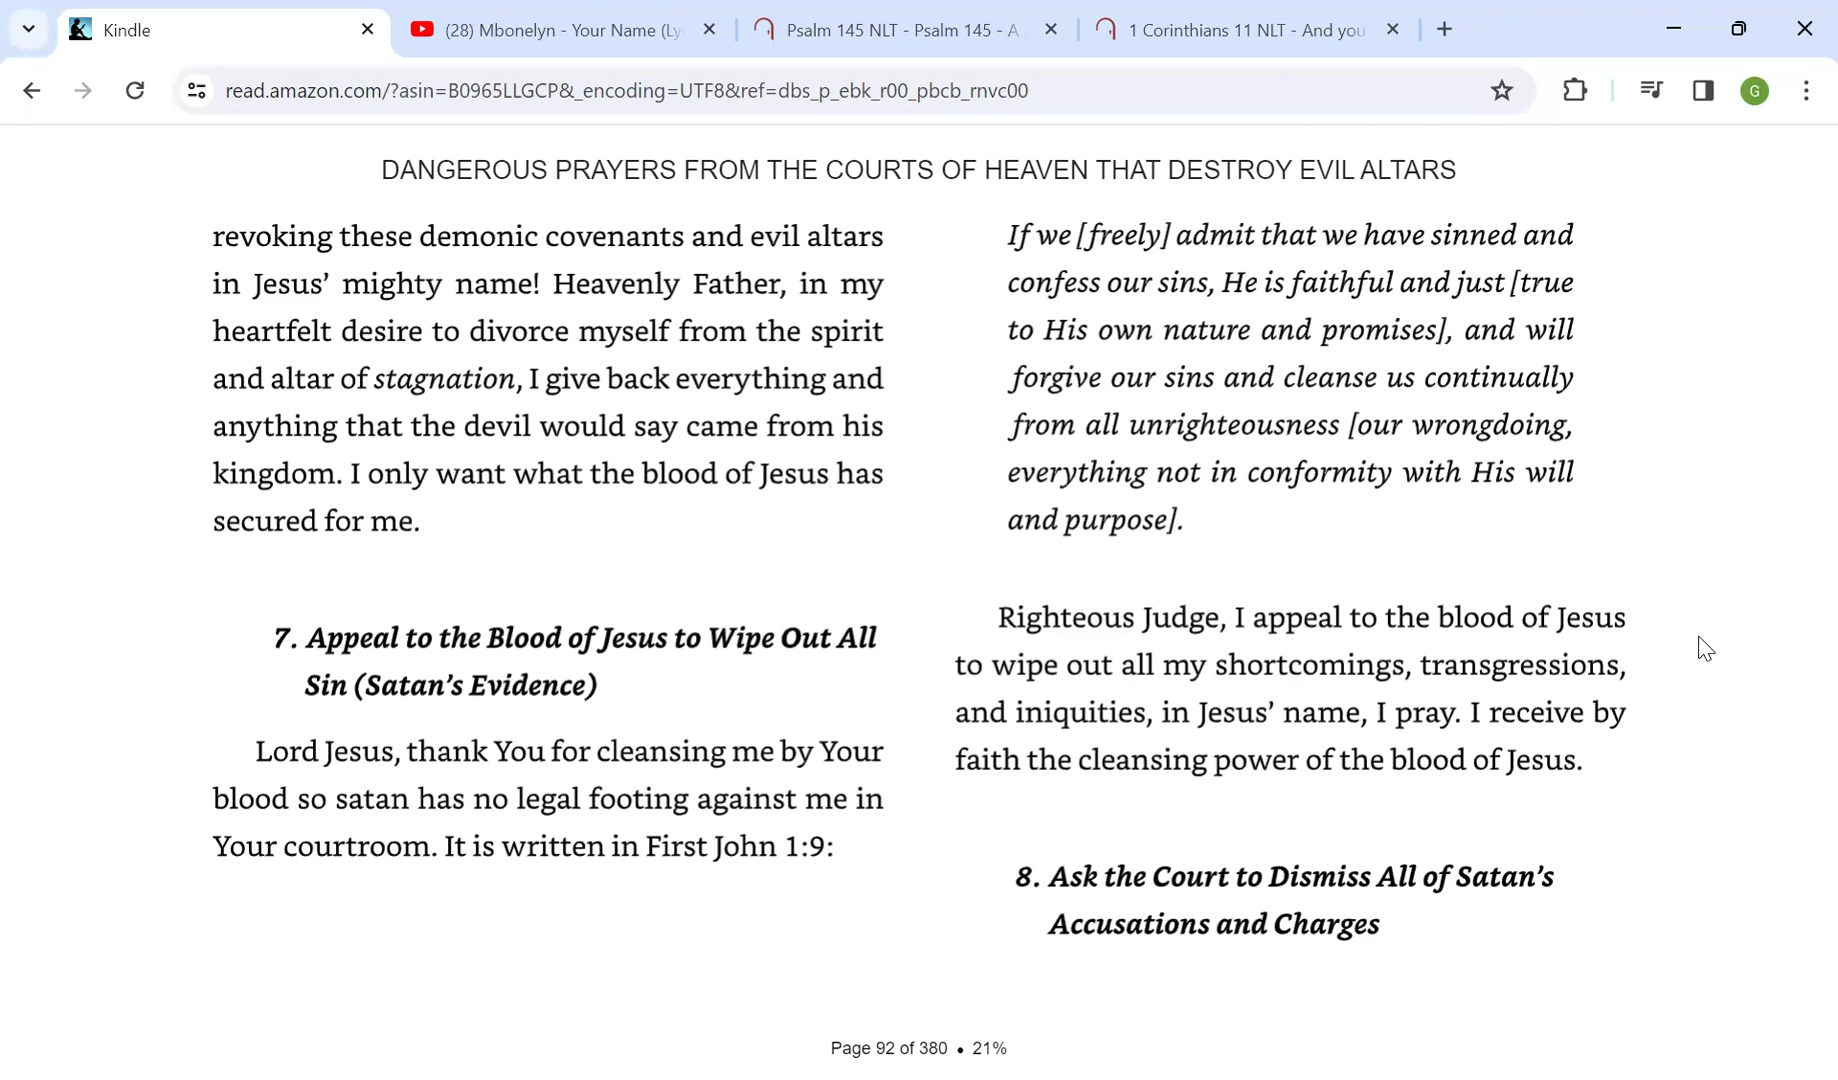 Kindle
(28) Mbonelyn - Your Name (Ly
Psalm 145 NLT - Psalm 145 - A
1 Corinthians 11 NLT - And you
read.amazon.com/?asin=B0965LLGCP&_encoding=UTF8&ref=dbs_p_ebk_r00_pbcb_rnvc00
G
DANGEROUS PRAYERS FROM THE COURTS OF HEAVEN THAT DESTROY EVIL ALTARS
revoking these demonic covenants and evil altars
in Jesus’ mighty name! Heavenly Father, in my
heartfelt desire to divorce myself from the spirit
and altar of stagnation, I give back everything and
anything that the devil would say came from his
kingdom. I only want what the blood of Jesus has
secured for me.
7. Appeal to the Blood of Jesus to Wipe Out All
Sin (Satan’s Evidence)
Lord Jesus, thank You for cleansing me by Your
blood so satan has no legal footing against me in
Your courtroom. It is written in First John 1:9:
If we [freely] admit that we have sinned and
confess our sins, He is faithful and just [true
to His own nature and promises], and will
forgive our sins and cleanse us continually
from all unrighteousness [our wrongdoing,
everything not in conformity with His will
and purpose].
Righteous Judge, I appeal to the blood of Jesus
to wipe out all my shortcomings, transgressions,
and iniquities, in Jesus’ name, I pray. I receive by
faith the cleansing power of the blood of Jesus.
8. Ask the Court to Dismiss All of Satan’s
Accusations and Charges
Page 92 of 380 • 21%